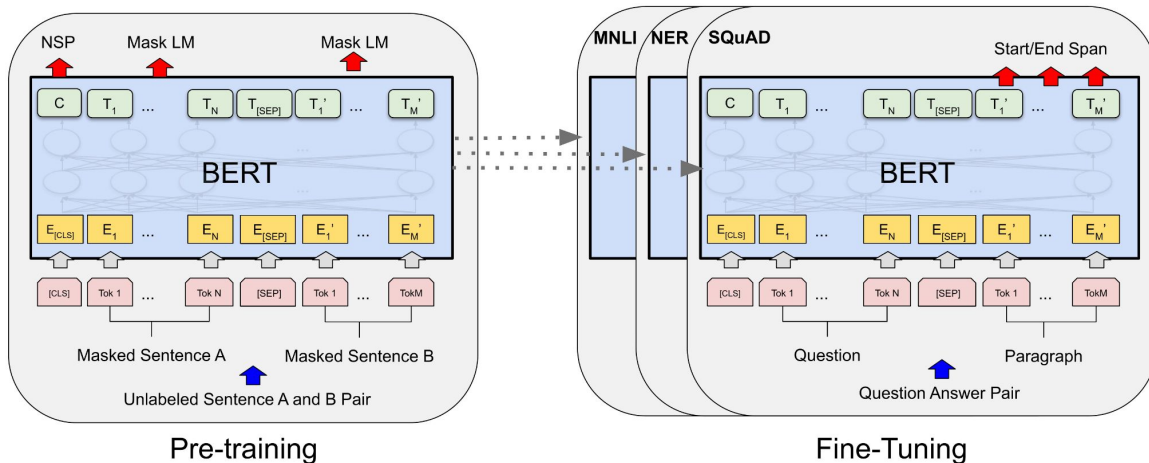 NSP Mask LM Mask LM
C T1 ... TN T[SEP] T1' ... TM'
...
BERT
...
E[CLS] E1 ... EN E[SEP] E1' ... EM'
[CLS] Tok 1 ... Tok N [SEP] Tok 1 ... TokM
Masked Sentence A Masked Sentence B
Unlabeled Sentence A and B Pair
Pre-training
MNLI NER SQuAD
Start/End Span
C T1 ... TN T[SEP] T1' ... TM'
...
BERT
...
E[CLS] E1 ... EN E[SEP] E1' ... EM'
[CLS] Tok 1 ... Tok N [SEP] Tok 1 ... TokM
Question Paragraph
Question Answer Pair
Fine-Tuning